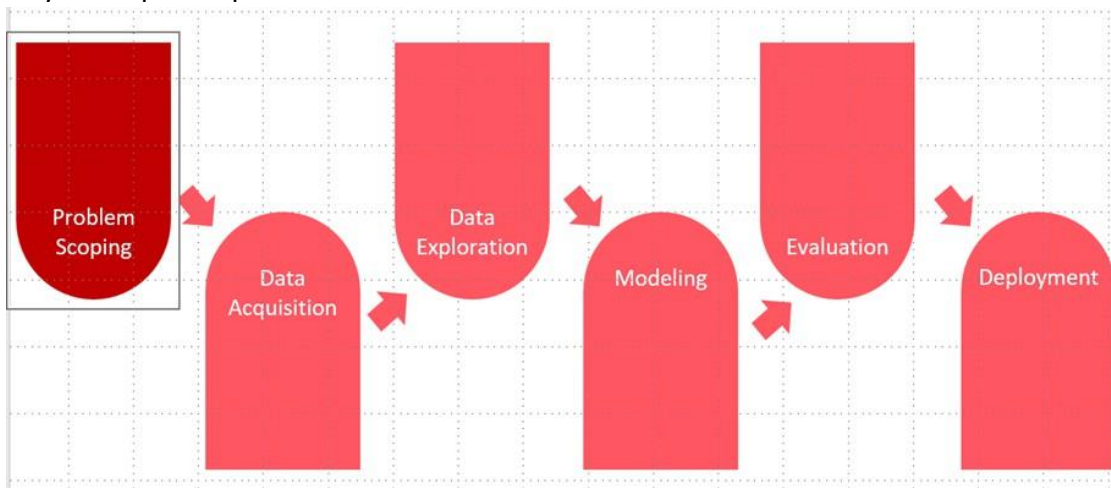 Problem
Scoping
Data
Acquisition
Data
Exploration
Modeling
Evaluation
Deployment